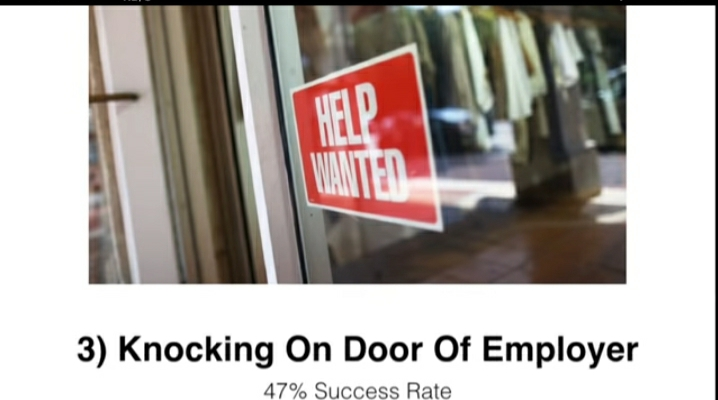 HELP
WANTED
3) Knocking On Door Of Employer
47% Success Rate